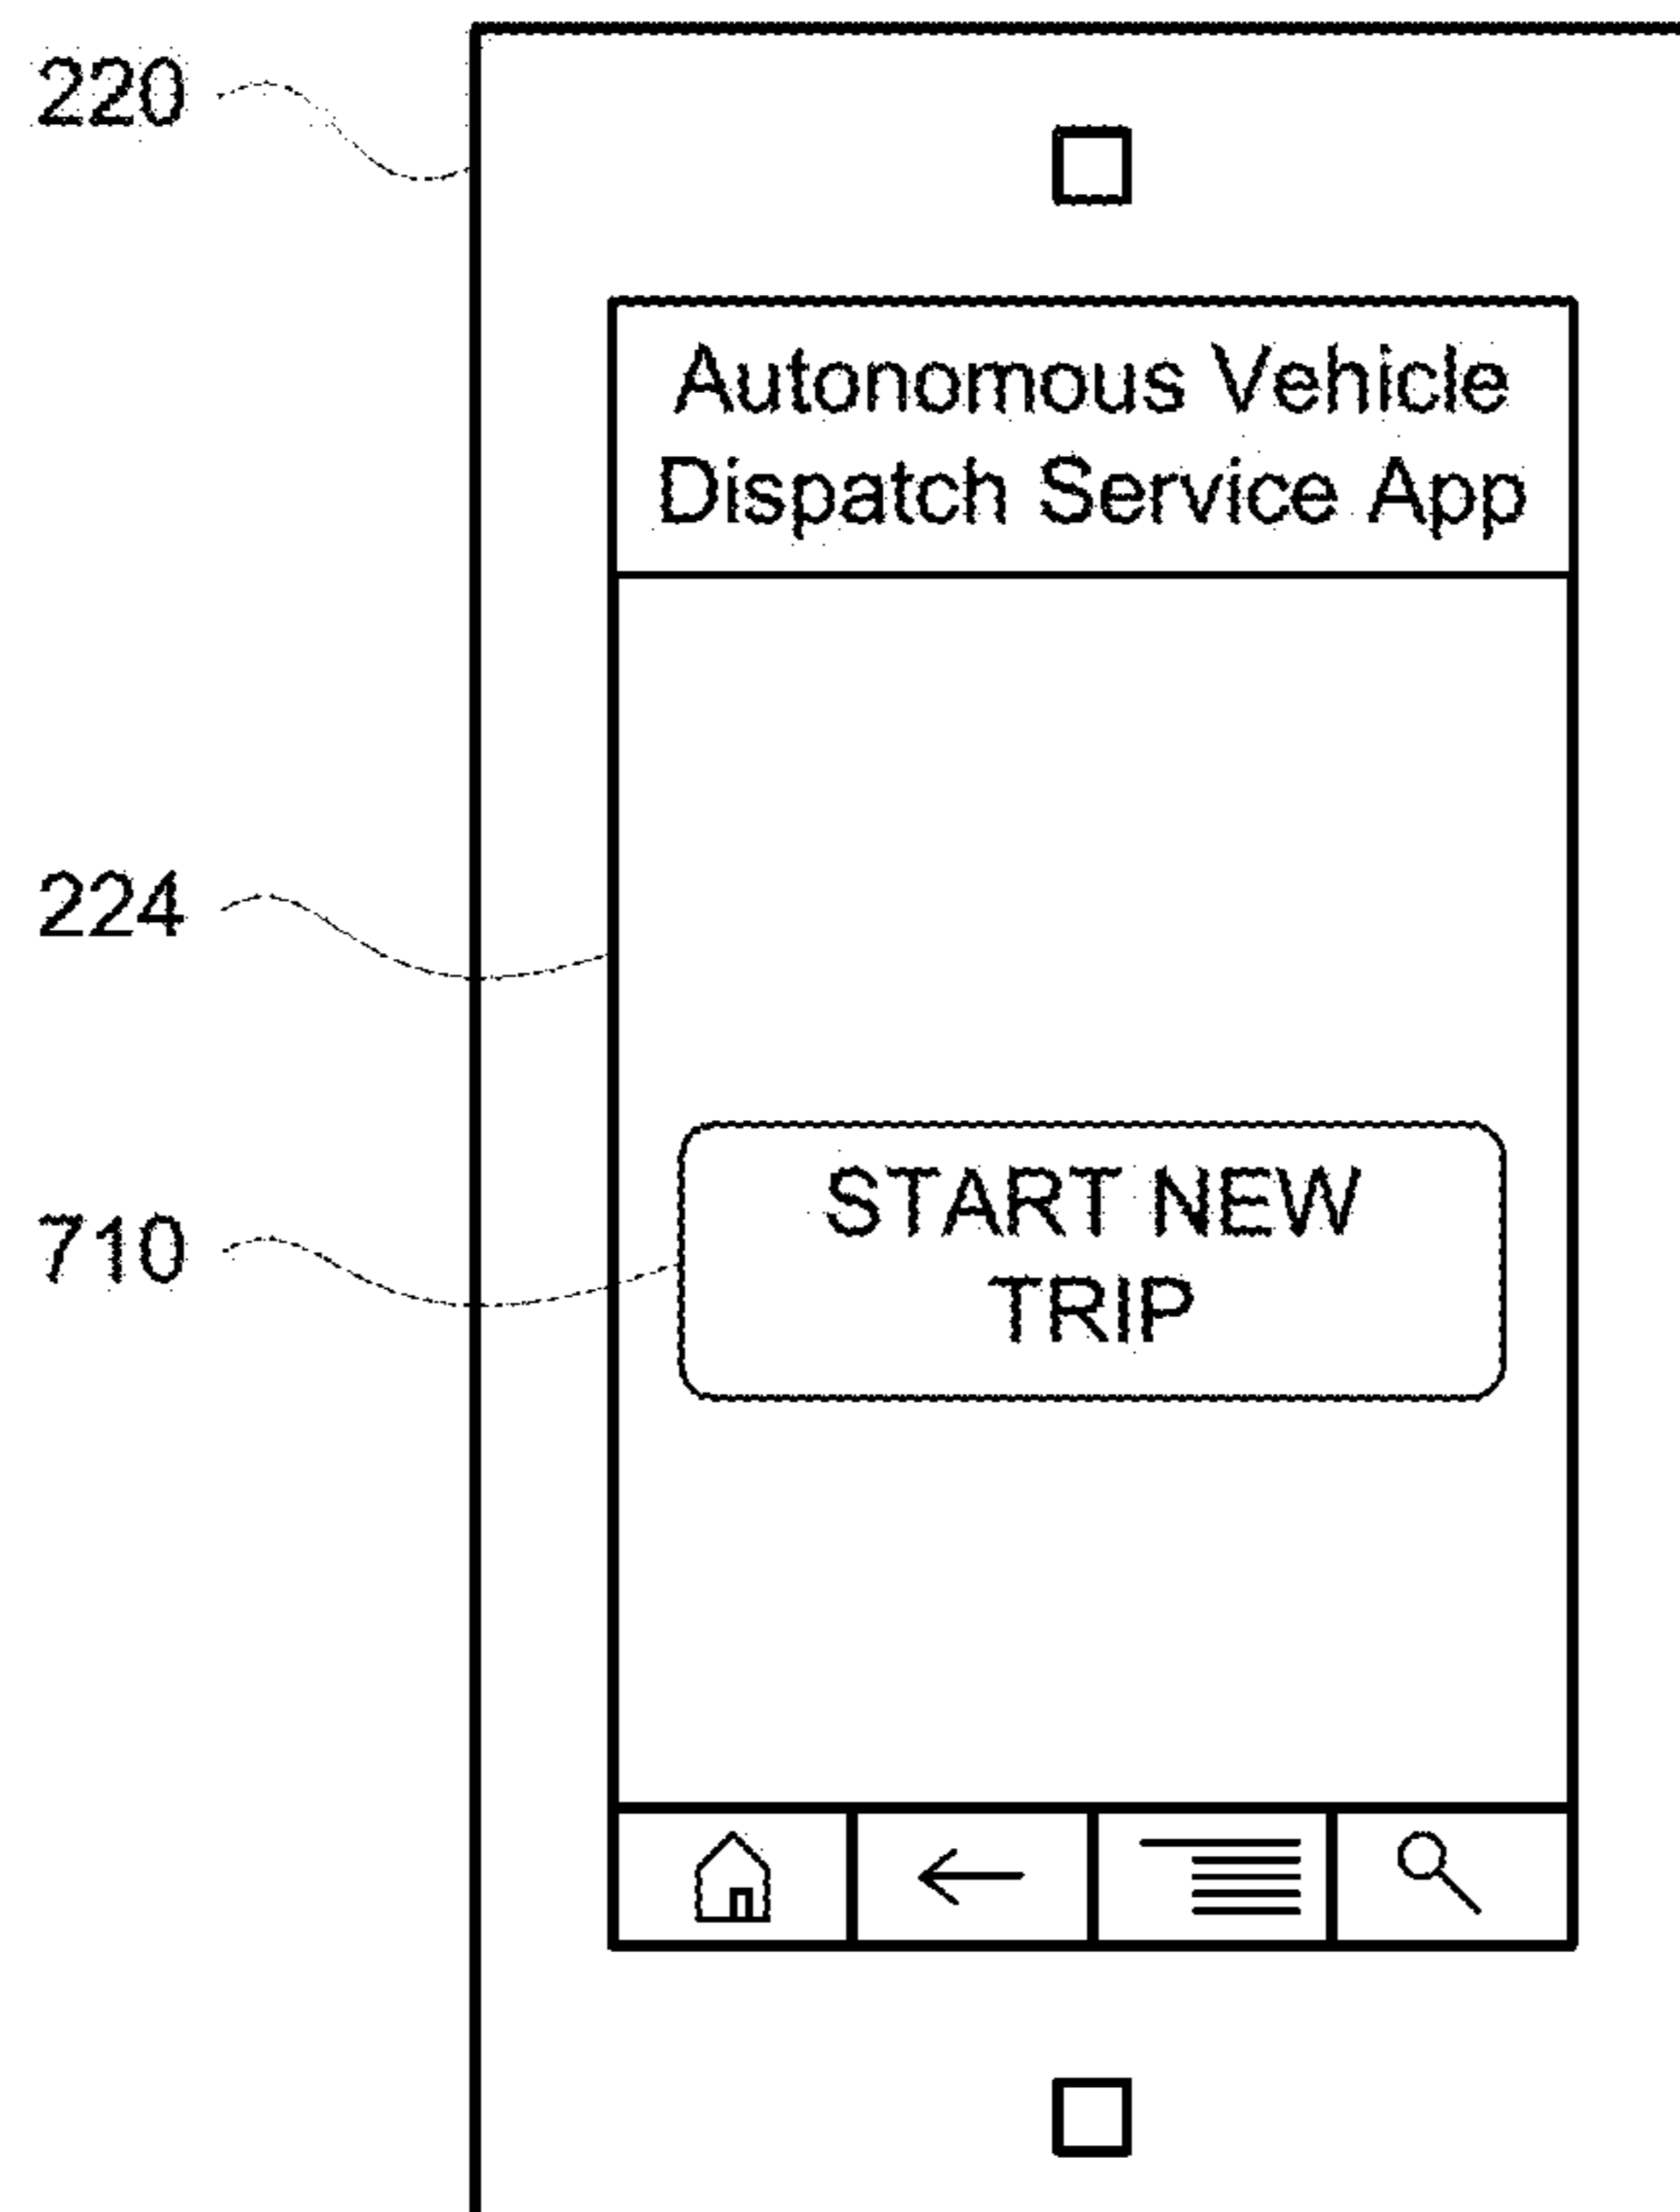 220
Autonomous Vehicle
Dispatch Service App
224
710
START NEW
TRIP